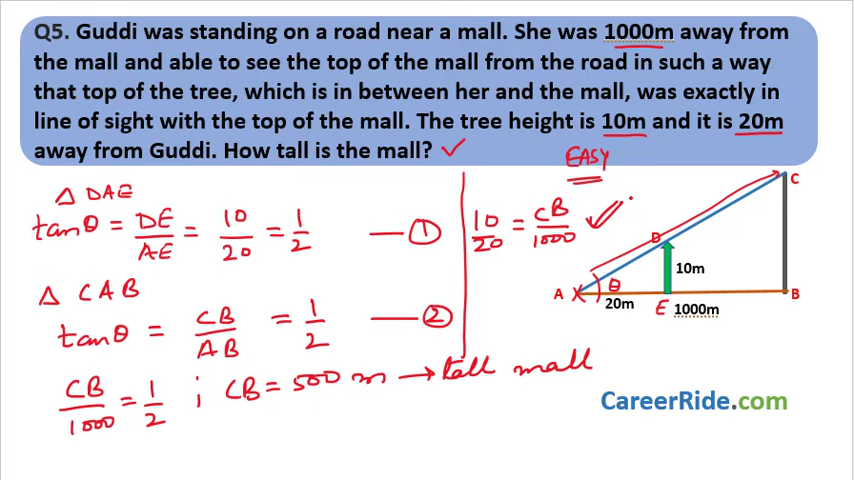 Q5. Guddi was standing on a road near a mall. She was 1000m away from
the mall and able to see the top of the mall from the road in such a way
that top of the tree, which is in between her and the mall, was exactly in
line of sight with the top of the mall. The tree height is 10m and it is 20m
away from Guddi. How tall is the mall? ✓
EASY
△ DAE
tanθ = DE/AE = 10/20 = 1/2 — ①
△ CAB
tanθ = CB/AB = 1/2 — ②
CB/1000 = 1/2 ; CB = 500 m → tall mall
10/20 = CB/1000 ✓
C
D
10m
A
θ
B
20m
E
1000m
CareerRide.com